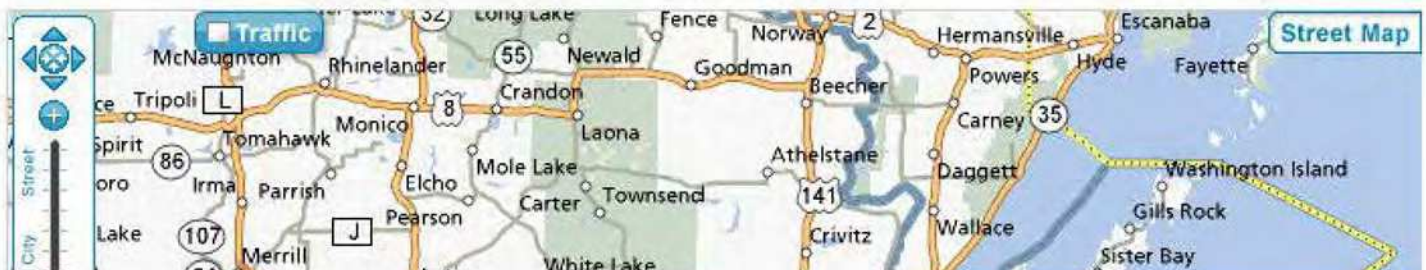 32
Long Lake
Fence
Norway
2
Hermansville
Escanaba
Street Map
Traffic
McNaughton
Rhinelander
55
Newald
Goodman
Beecher
Powers
Hyde
Fayette
Tripoli
L
Monico
8
Crandon
Laona
Carney
35
Spirit
86
Tomahawk
Mole Lake
Athelstane
Daggett
Washington Island
Street
Irma
Parrish
Elcho
Carter
Townsend
141
Pearson
Gills Rock
Lake
107
J
Crivitz
Wallace
City
Merrill
White Lake
Sister Bay